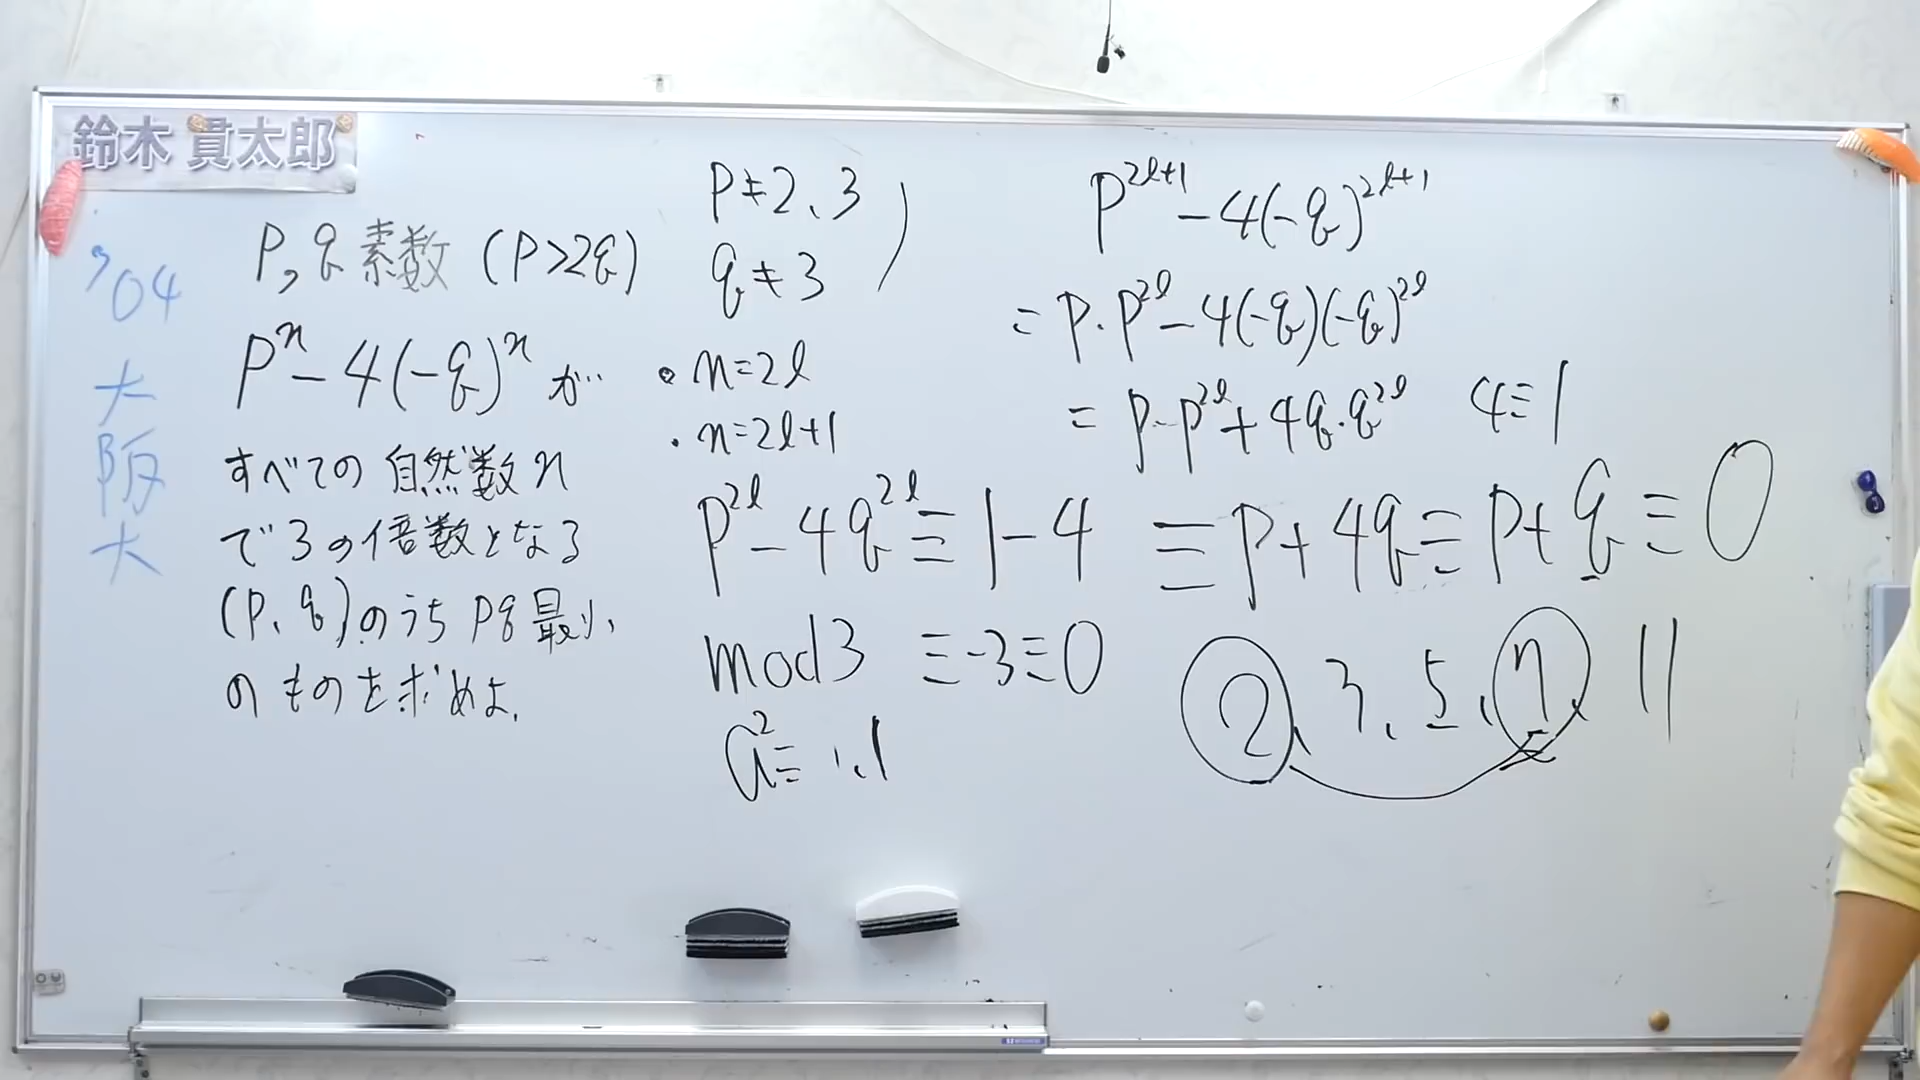 鈴木 貫太郎
'04 大阪大
p, q 素数 (p>2q)
p^n - 4(-q)^n が
すべての 自然数 n
で 3の倍数となる
(p, q)のうち pq 最小
のものを求めよ.
p≠2、3
q≠3
・n=2l
・n=2l+1
p^{2l} - 4q^{2l} ≡ 1-4
mod3 ≡-3≡0
a^2 ≡ 1
p^{2l+1} - 4(-q)^{2l+1}
= p・p^{2l} - 4(-q)(-q)^{2l}
= p・p^{2l} + 4q・q^{2l} 4≡1
≡ p+4q ≡ p+q ≡ 0
2、3、5、7、11